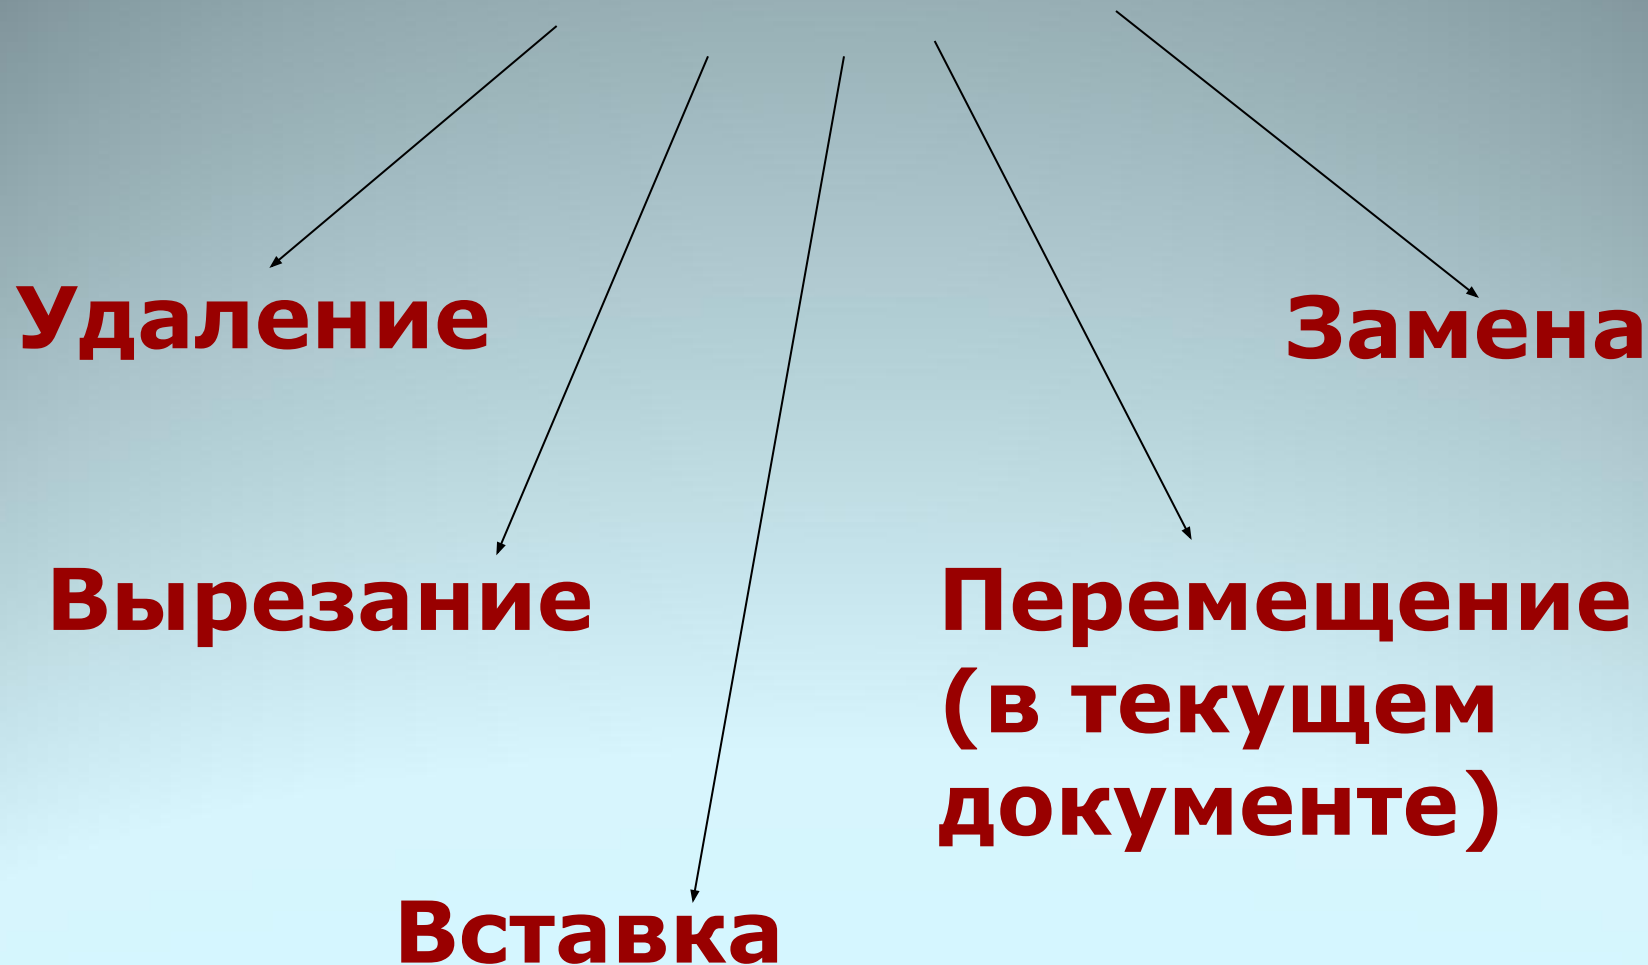 Удаление
Замена
Вырезание
Перемещение
(в текущем
документе)
Вставка